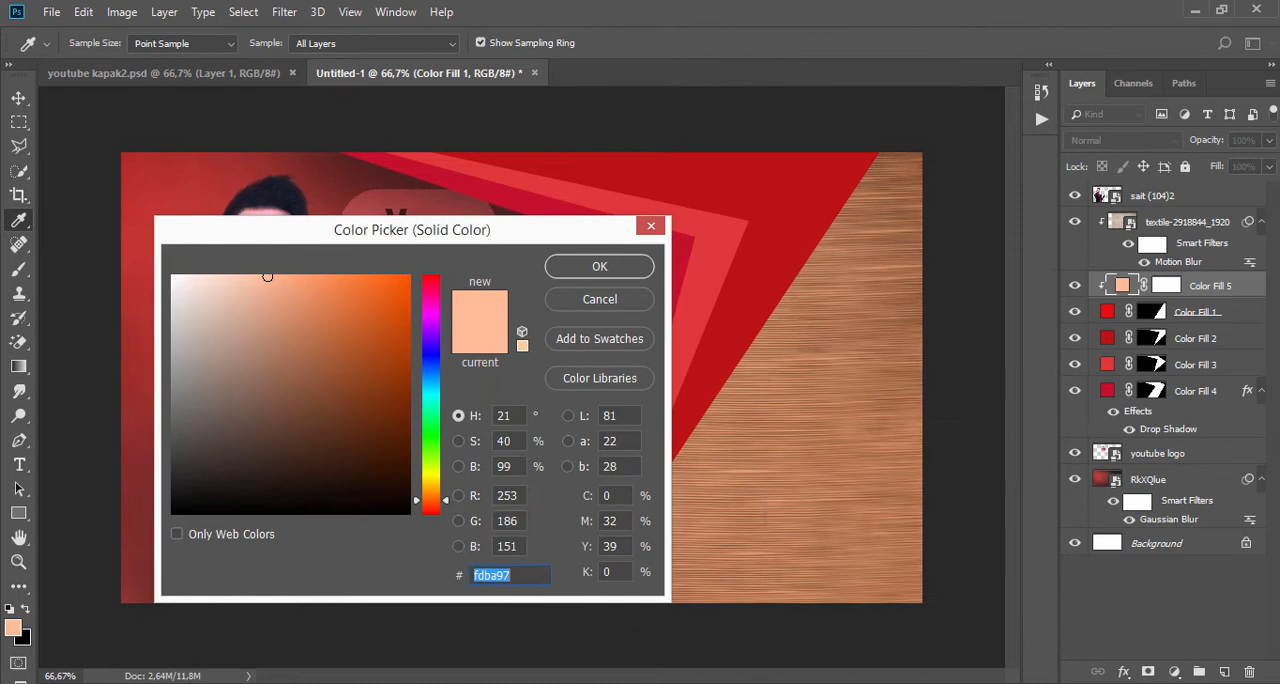 Ps File Edit Image Layer Type Select Filter 3D View Window Help
Sample Size: Point Sample Sample: All Layers Show Sampling Ring
youtube kapak2.psd @ 66,7% (Layer 1, RGB/8#) × Untitled-1 @ 66,7% (Color Fill 1, RGB/8#) * ×
Layers Channels Paths
Kind
Normal Opacity: 100%
Lock: Fill: 100%
sait (104)2
textile-2918844_1920
Smart Filters
Motion Blur
Color Fill 5
Color Fill 1
Color Fill 2
Color Fill 3
Color Fill 4 fx
Effects
Drop Shadow
youtube logo
RkXQlue
Smart Filters
Gaussian Blur
Background
Color Picker (Solid Color)
new
current
OK
Cancel
Add to Swatches
Color Libraries
H: 21 ° L: 81
S: 40 % a: 22
B: 99 % b: 28
R: 253 C: 0 %
G: 186 M: 32 %
B: 151 Y: 39 %
# fdba97 K: 0 %
Only Web Colors
66,67% Doc: 2,64M/11,8M
fx